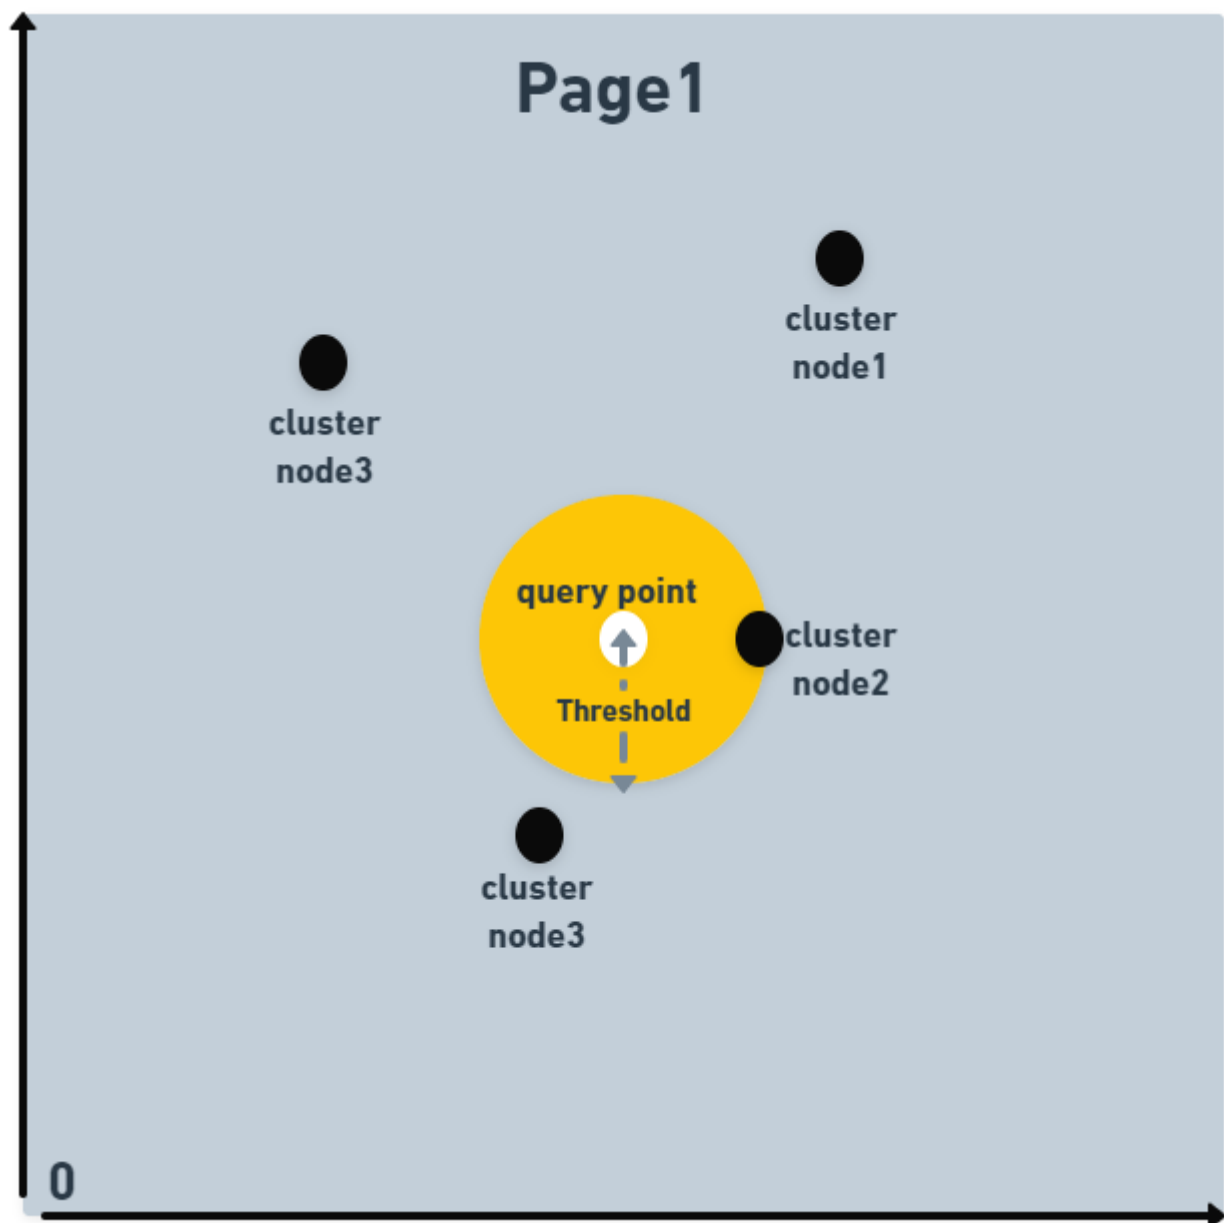 Page1
cluster
node1
cluster
node3
query point
cluster
node2
Threshold
cluster
node3
0